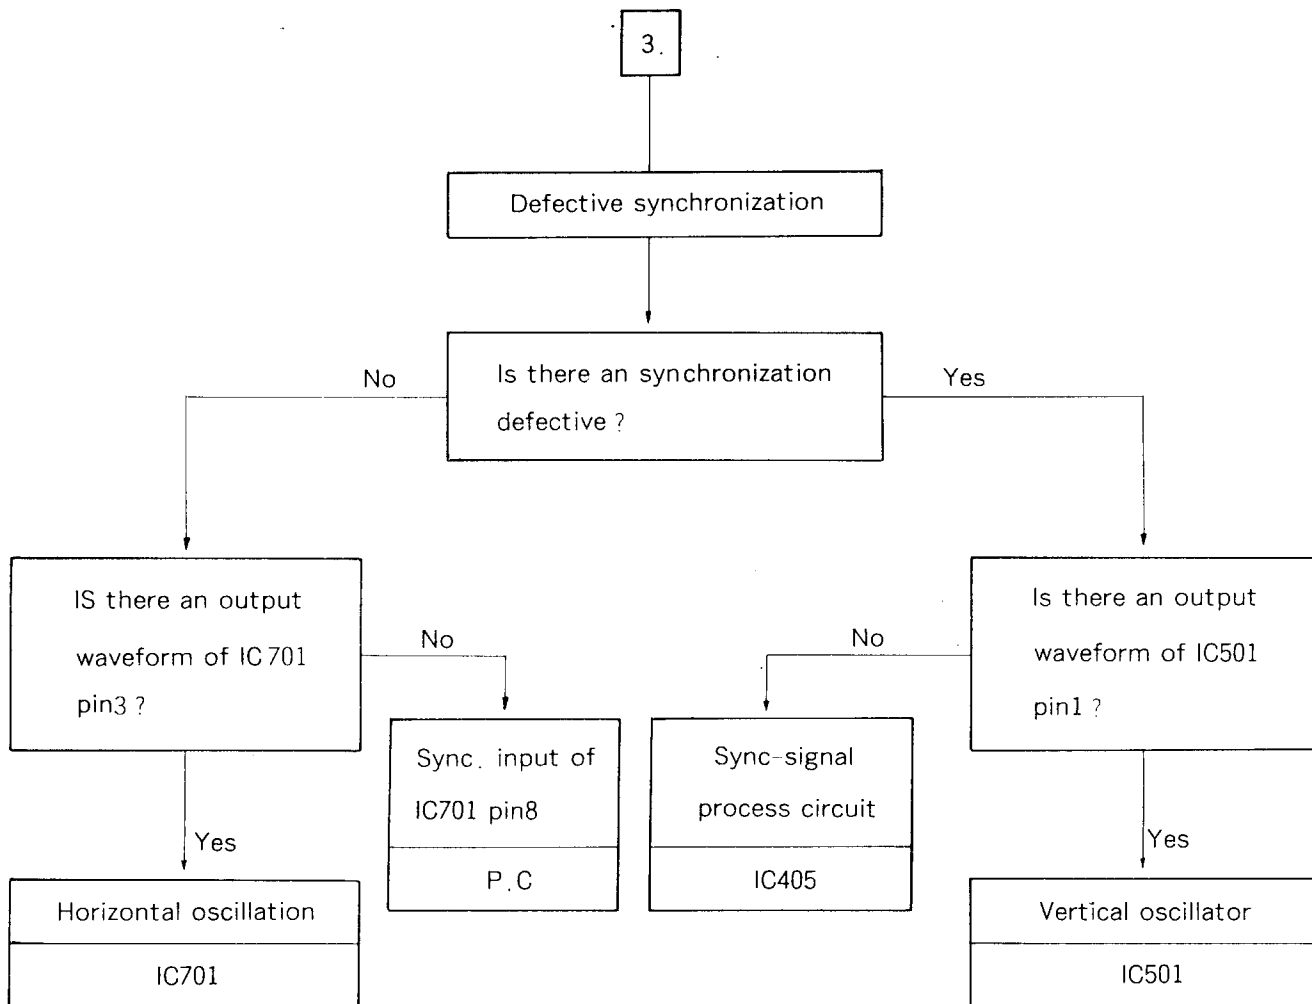 3.
Defective synchronization
No
Is there an synchronization
defective ?
Yes
IS there an output
waveform of IC701
pin3 ?
No
Sync. input of
IC701 pin8
P.C
Yes
Horizontal oscillation
IC701
Is there an output
waveform of IC501
pin1 ?
No
Sync-signal
process circuit
IC405
Yes
Vertical oscillator
IC501